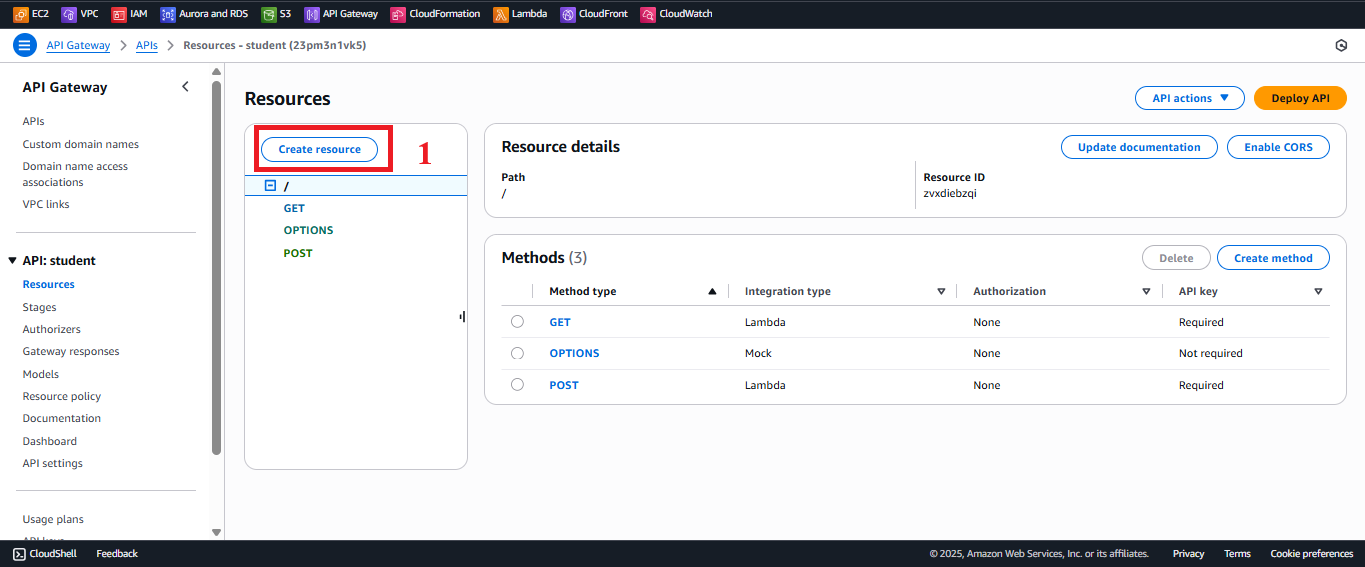 EC2 VPC IAM Aurora and RDS S3 API Gateway CloudFormation Lambda CloudFront CloudWatch
API Gateway > APIs > Resources - student (23pm3n1vk5)
API Gateway
APIs
Custom domain names
Domain name access
associations
VPC links
API: student
Resources
Stages
Authorizers
Gateway responses
Models
Resource policy
Documentation
Dashboard
API settings
Usage plans
API keys
Resources
API actions
Deploy API
Create resource
1
/
GET
OPTIONS
POST
Resource details
Update documentation
Enable CORS
Path
/
Resource ID
zvxdiebzqi
Methods (3)
Delete
Create method
Method type Integration type Authorization API key
GET Lambda None Required
OPTIONS Mock None Not required
POST Lambda None Required
CloudShell Feedback © 2025, Amazon Web Services, Inc. or its affiliates. Privacy Terms Cookie preferences